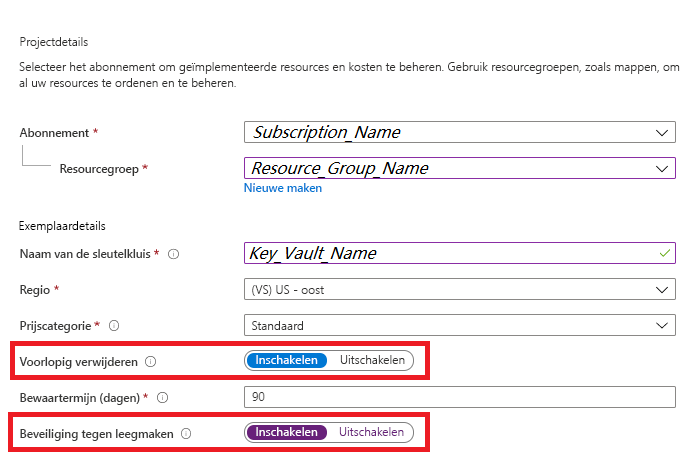 Projectdetails
Selecteer het abonnement om geïmplementeerde resources en kosten te beheren. Gebruik resourcegroepen, zoals mappen, om
al uw resources te ordenen en te beheren.
Abonnement * Subscription_Name
Resourcegroep * Resource_Group_Name
Nieuwe maken
Exemplaardetails
Naam van de sleutelkluis * Key_Vault_Name
Regio * (VS) US - oost
Prijscategorie * Standaard
Voorlopig verwijderen Inschakelen Uitschakelen
Bewaartermijn (dagen) * 90
Beveiliging tegen leegmaken Inschakelen Uitschakelen